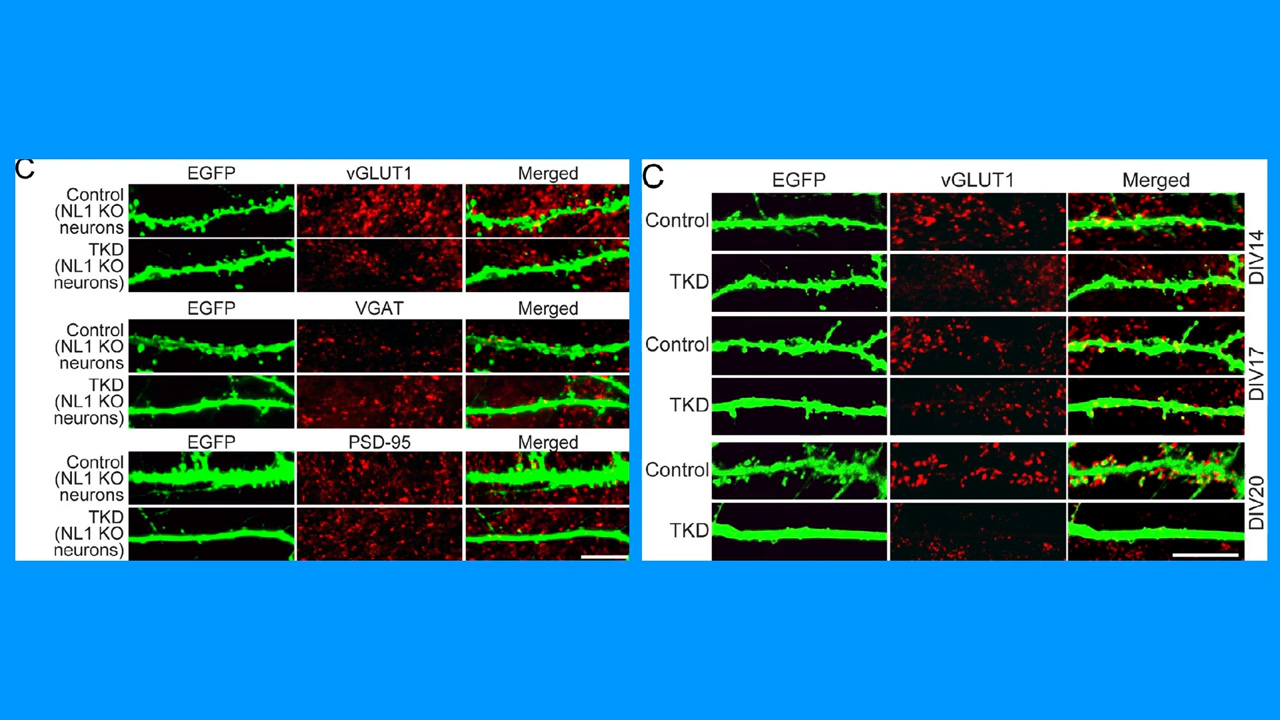 C
EGFP vGLUT1 Merged
Control
(NL1 KO
neurons
TKD
(NL1 KO
neurons)
EGFP VGAT Merged
Control
(NL1 KO
neurons
TKD
(NL1 KO
neurons)
EGFP PSD-95 Merged
Control
(NL1 KO
neurons
TKD
(NL1 KO
neurons)
C
EGFP vGLUT1 Merged
Control
TKD
DIV14
Control
TKD
DIV17
Control
TKD
DIV20